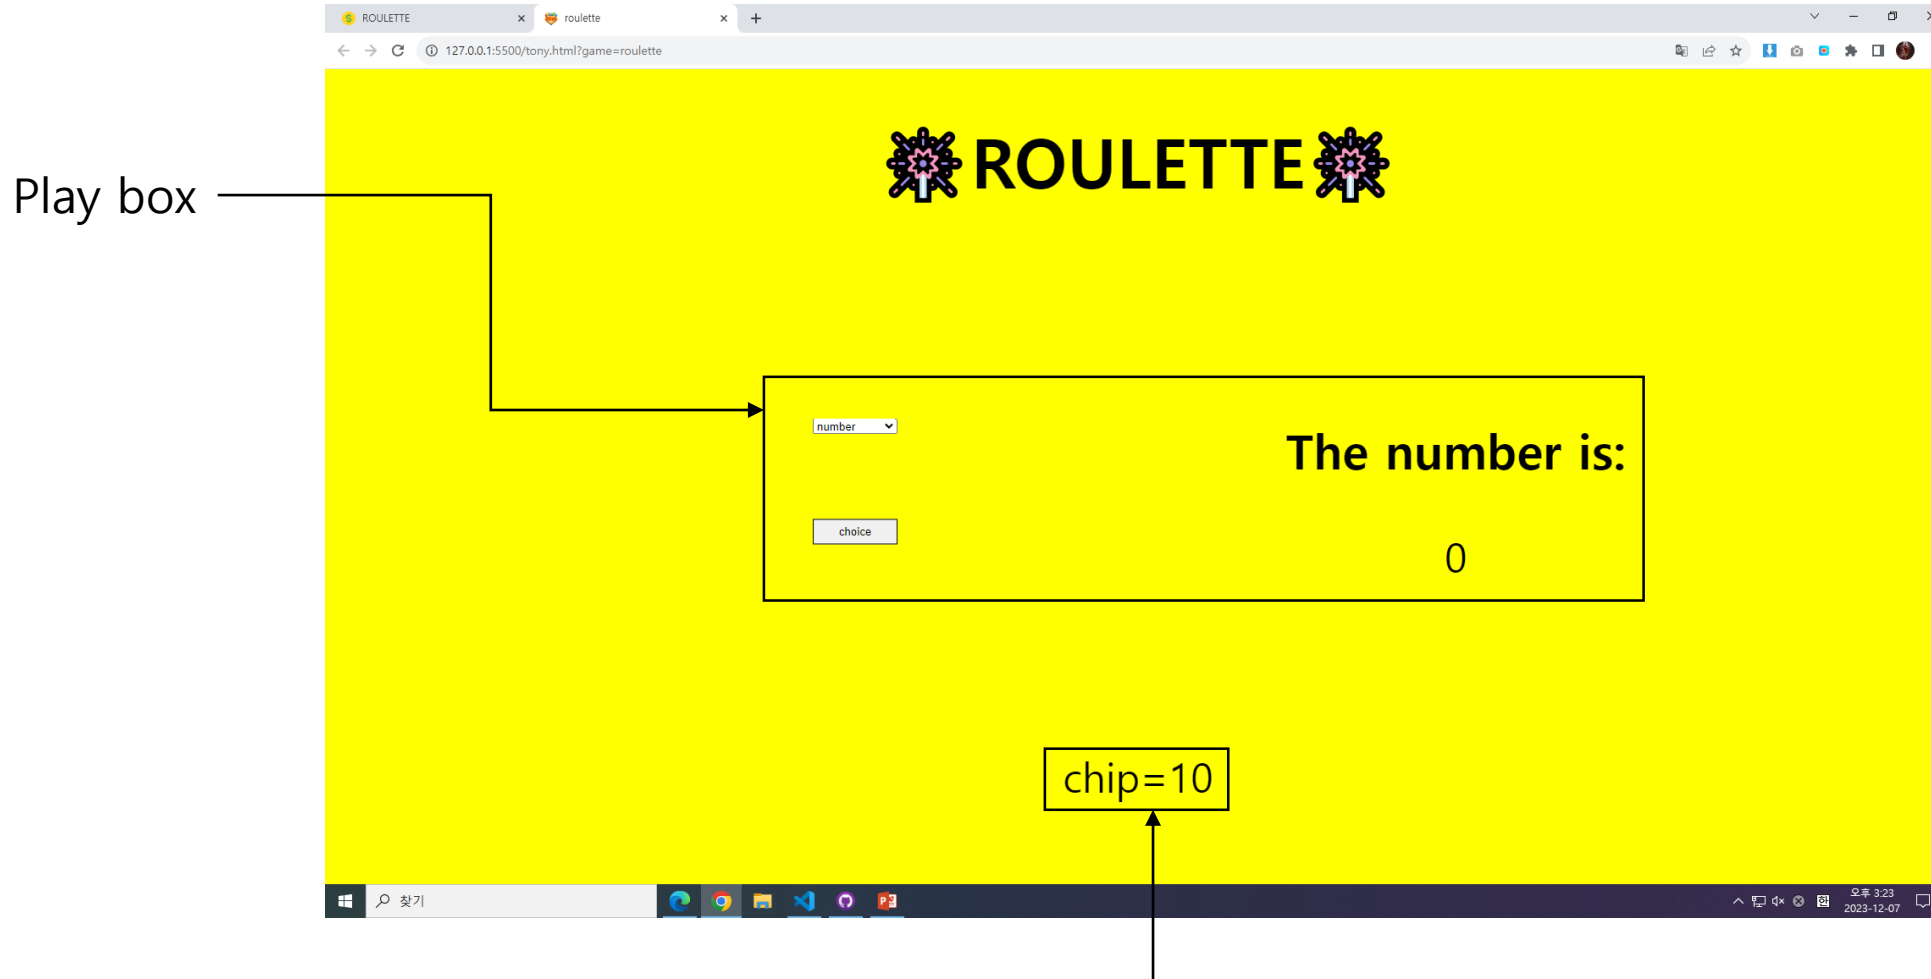 ROULETTE
roulette
127.0.0.1:5500/tony.html?game=roulette
ROULETTE
Play box
number
The number is:
choice
0
chip=10
찾기
한
오후 3:23
2023-12-07